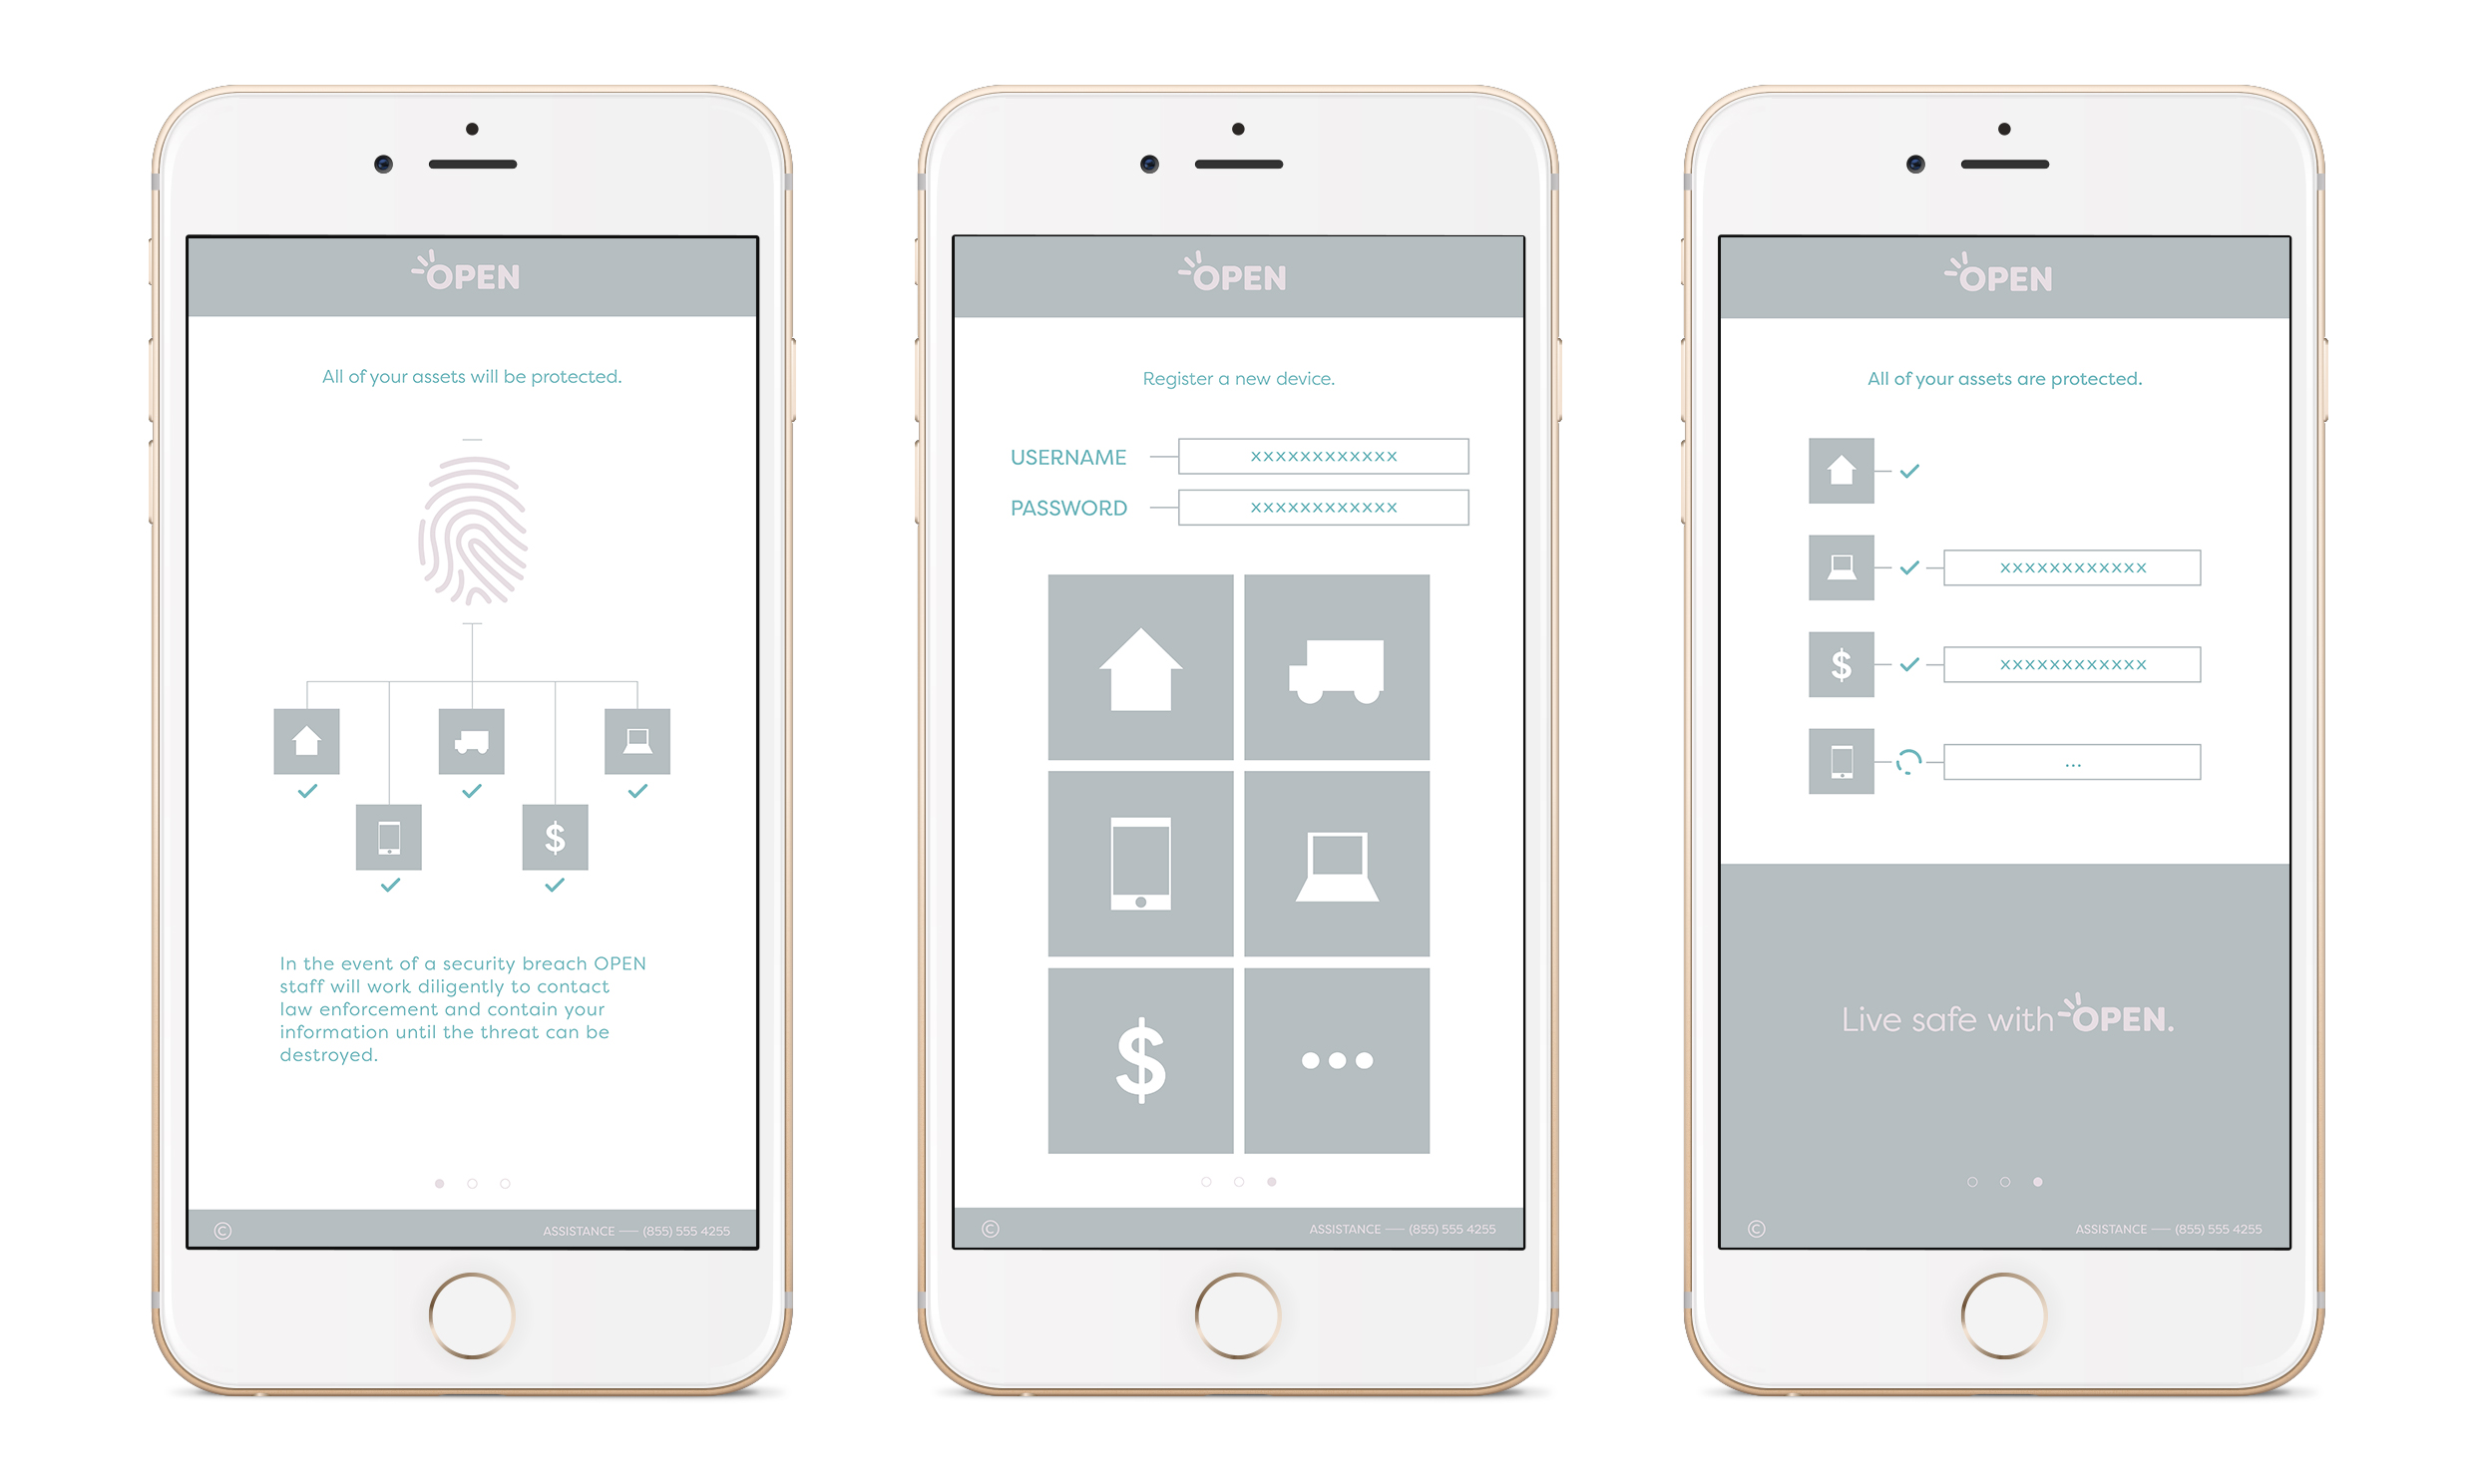 OPEN
All of your assets will be protected.
$
In the event of a security breach OPEN
staff will work diligently to contact
law enforcement and contain your
information until the threat can be
destroyed.
© ASSISTANCE — (855) 555 4255
OPEN
Register a new device.
USERNAME — xxxxxxxxxxxx
PASSWORD — xxxxxxxxxxxx
$ ...
© ASSISTANCE — (855) 555 4255
OPEN
All of your assets are protected.
xxxxxxxxxxxx
$ xxxxxxxxxxxx
...
Live safe with OPEN.
© ASSISTANCE — (855) 555 4255